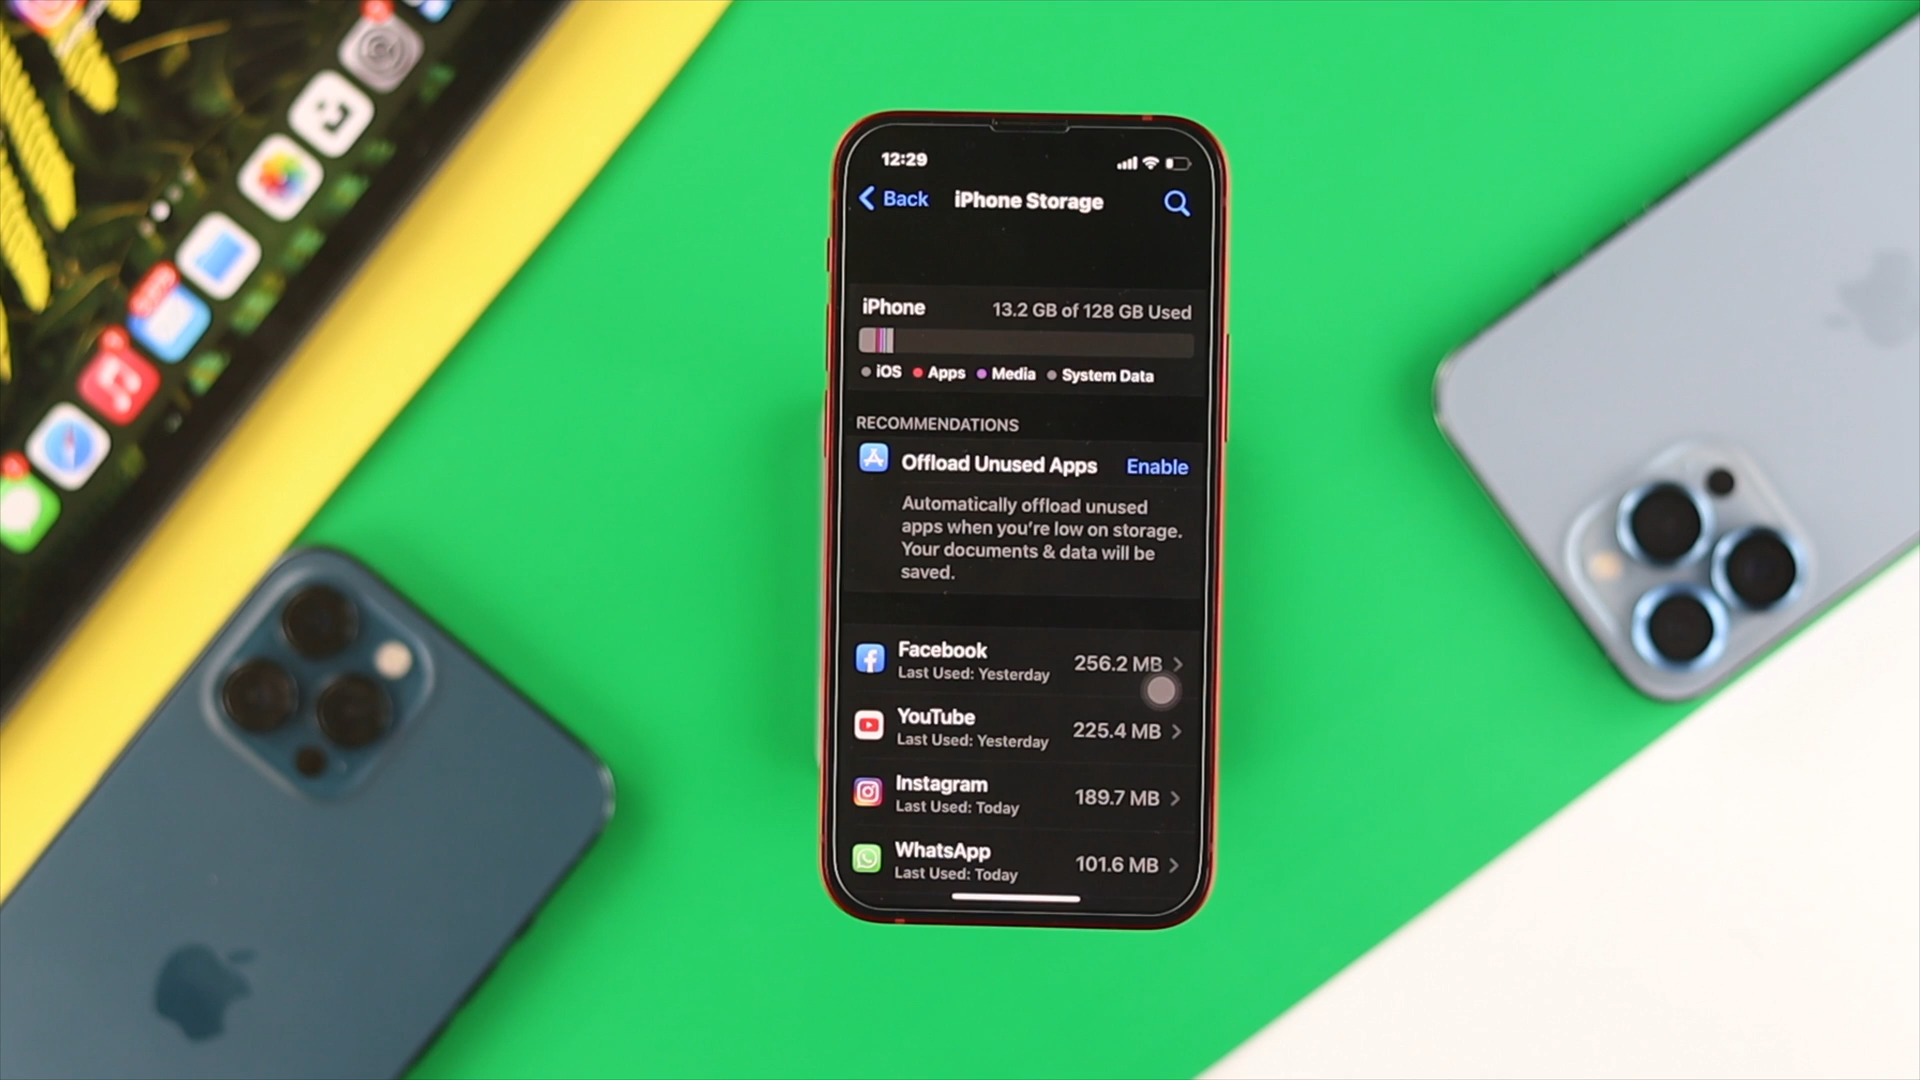 12:29
Back iPhone Storage
iPhone 13.2 GB of 128 GB Used
iOS Apps Media System Data
RECOMMENDATIONS
Offload Unused Apps Enable
Automatically offload unused
apps when you're low on storage.
Your documents & data will be
saved.
Facebook 256.2 MB
Last Used: Yesterday
YouTube 225.4 MB
Last Used: Yesterday
Instagram 189.7 MB
Last Used: Today
WhatsApp 101.6 MB
Last Used: Today